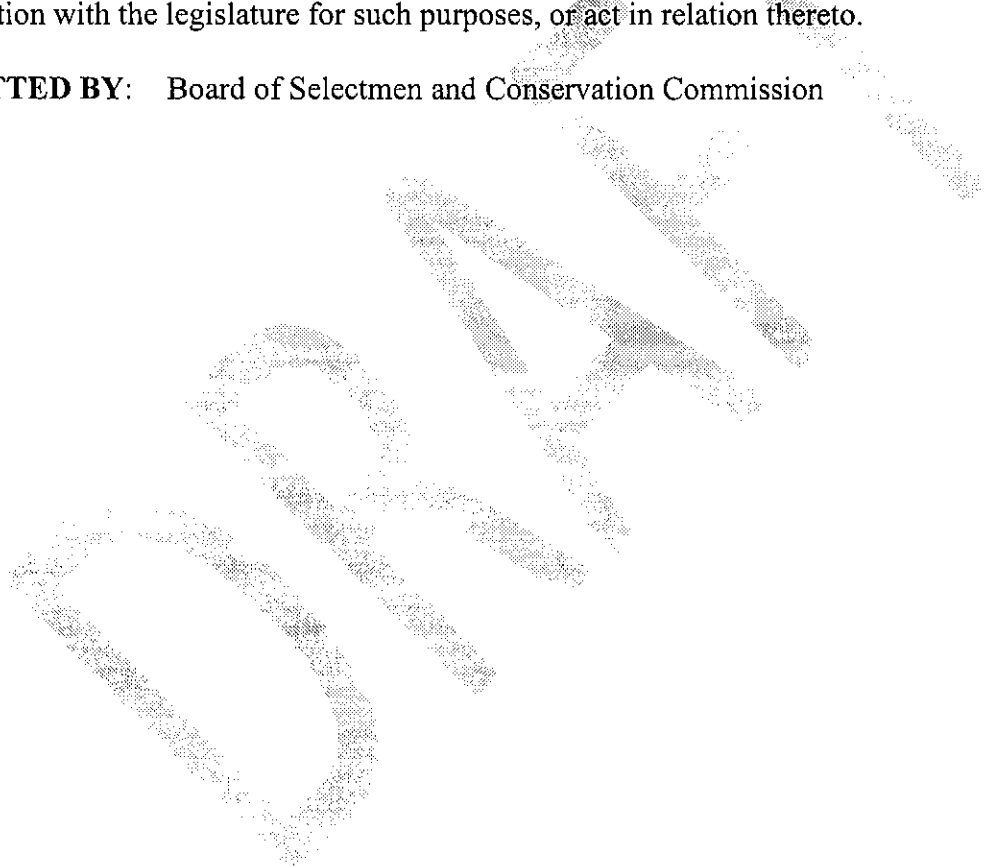 tion with the legislature for such purposes, or act in relation thereto.
TTED BY: Board of Selectmen and Conservation Commission
DRAFT